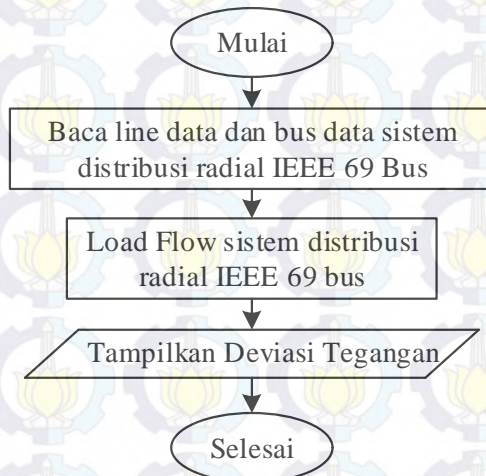 Mulai
Baca line data dan bus data sistem
distribusi radial IEEE 69 Bus
Load Flow sistem distribusi
radial IEEE 69 bus
Tampilkan Deviasi Tegangan
Selesai